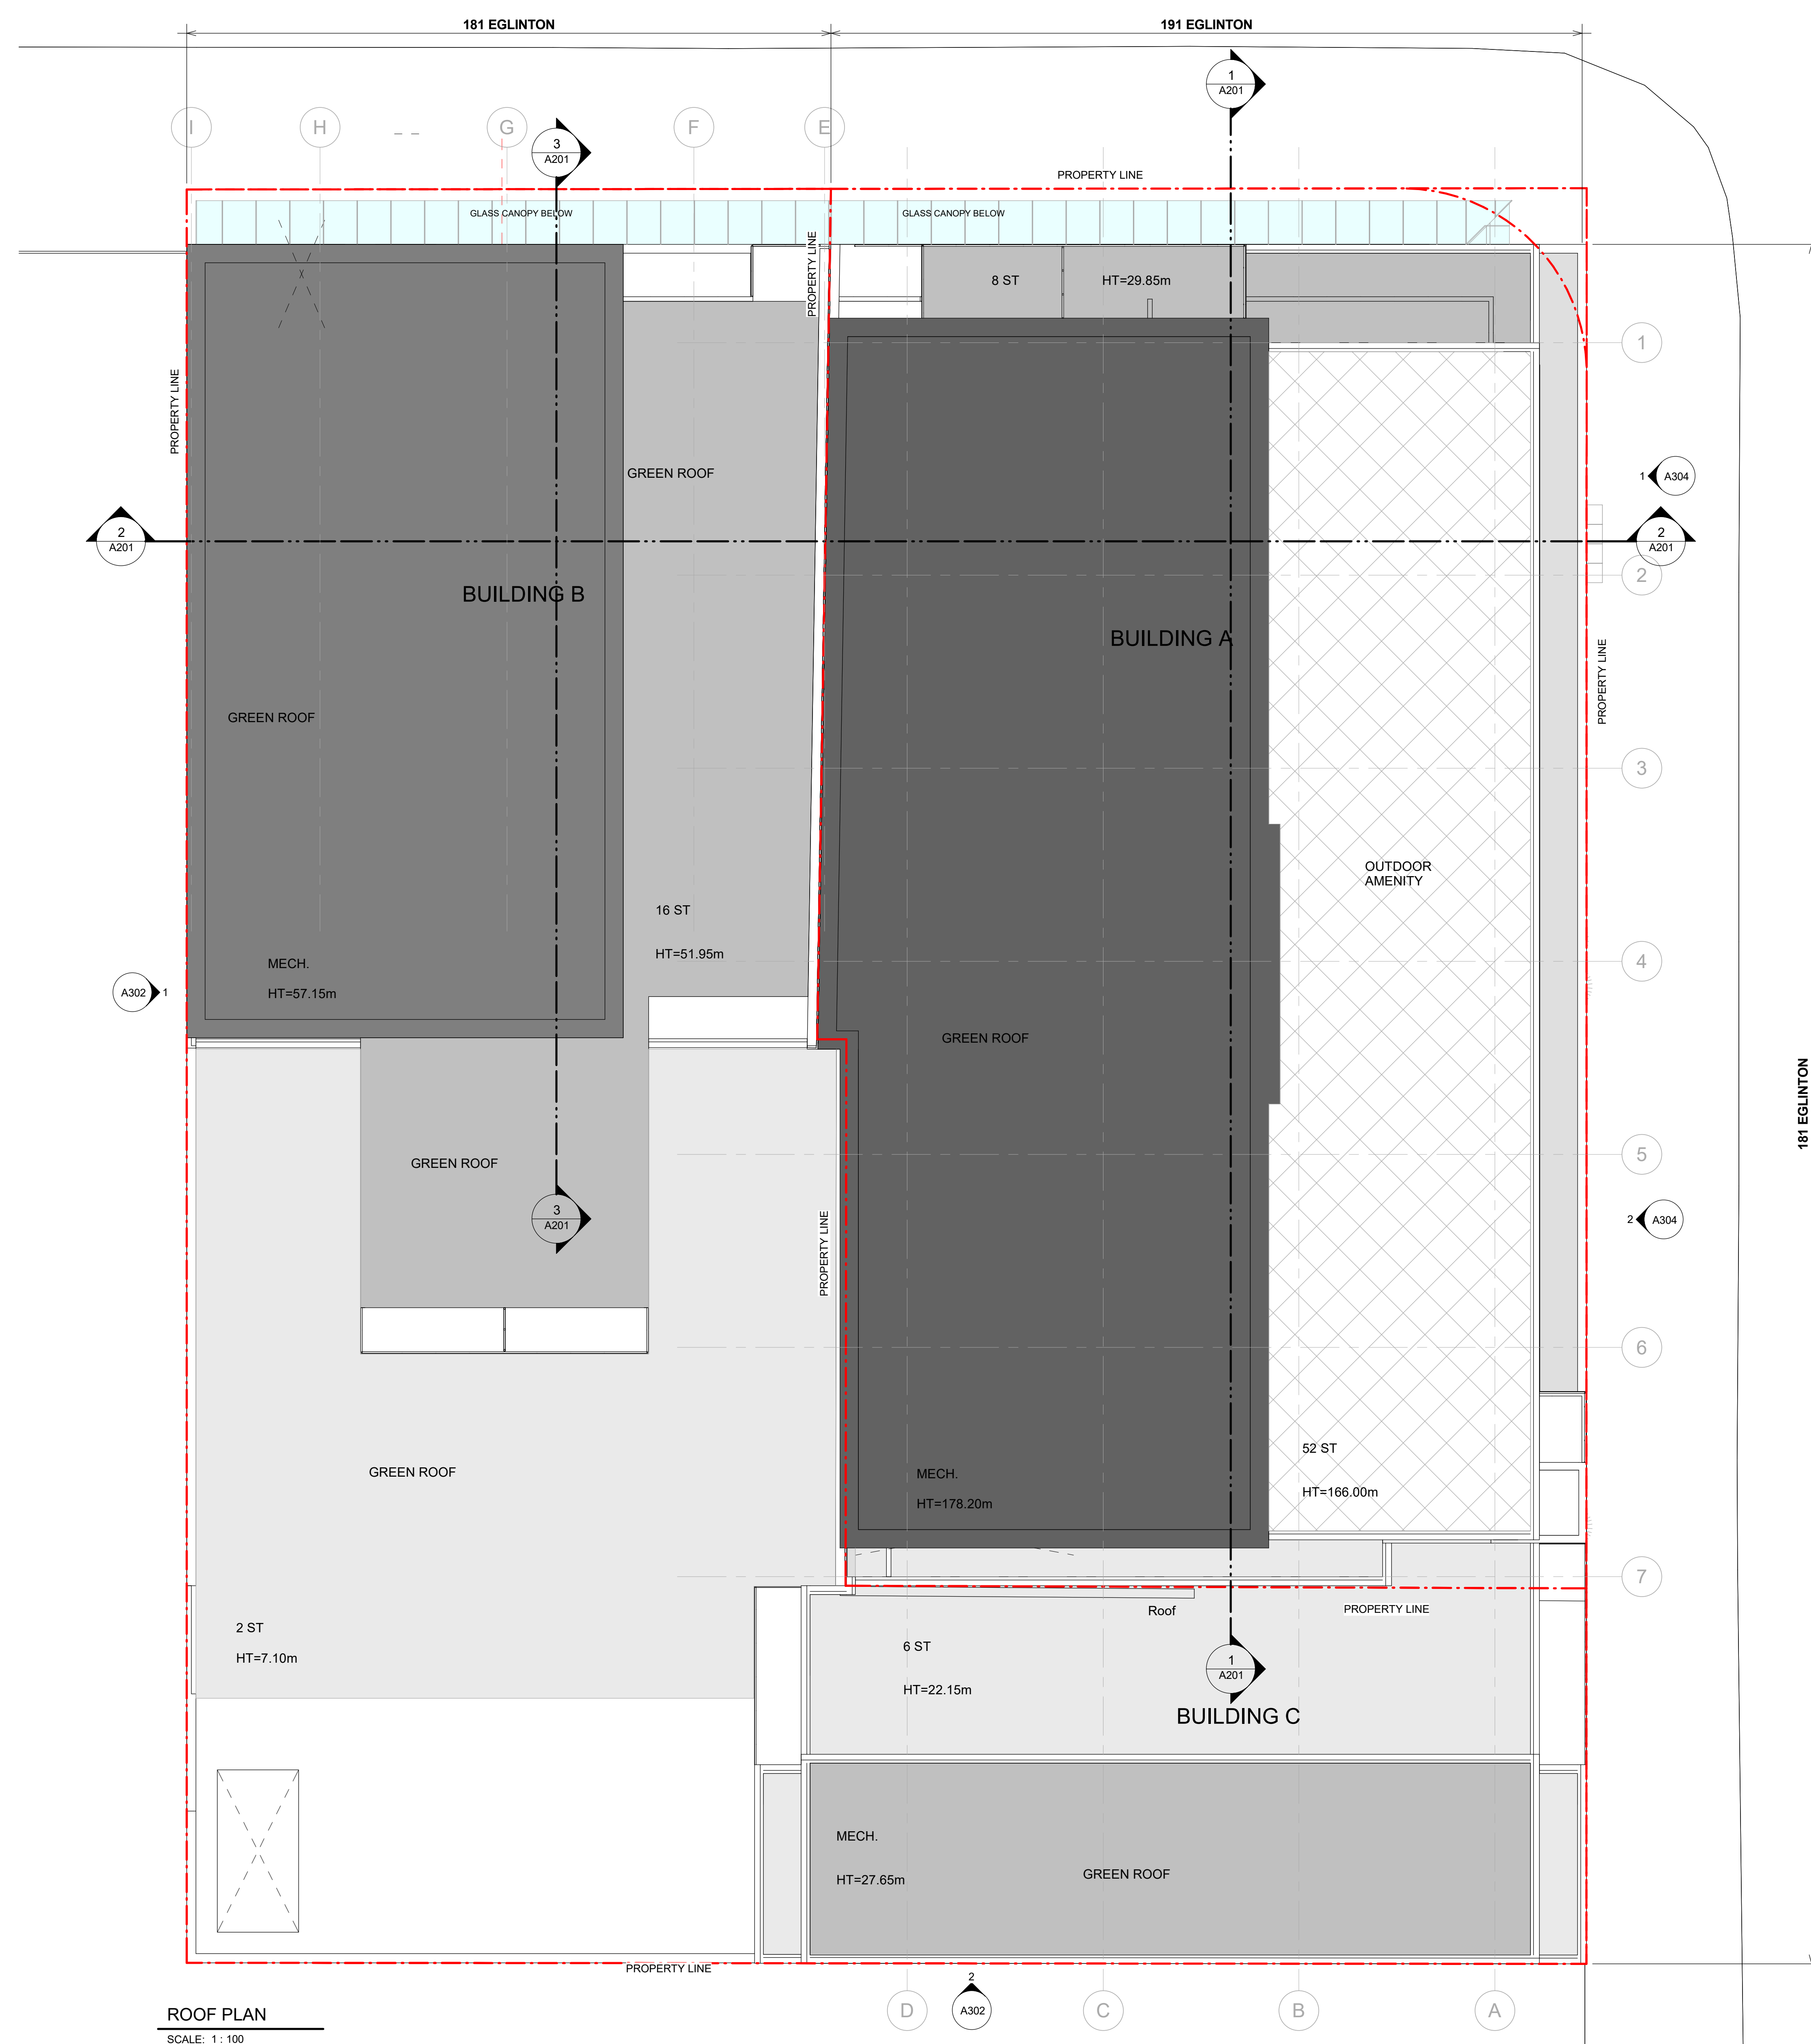 181 EGLINTON
191 EGLINTON
1
A201
I
H
G
F
E
3
A201
PROPERTY LINE
GLASS CANOPY BELOW
GLASS CANOPY BELOW
PROPERTY LINE
8 ST
HT=29.85m
1
PROPERTY LINE
GREEN ROOF
1
A304
2
A201
2
A201
2
BUILDING B
BUILDING A
PROPERTY LINE
GREEN ROOF
3
OUTDOOR
AMENITY
16 ST
HT=51.95m
MECH.
HT=57.15m
4
A302
1
GREEN ROOF
181 EGLINTON
GREEN ROOF
5
3
A201
2
A304
PROPERTY LINE
6
52 ST
HT=166.00m
GREEN ROOF
MECH.
HT=178.20m
7
PROPERTY LINE
Roof
2 ST
HT=7.10m
6 ST
HT=22.15m
1
A201
BUILDING C
MECH.
HT=27.65m
GREEN ROOF
PROPERTY LINE
2
A302
D
C
B
A
ROOF PLAN
SCALE: 1 : 100